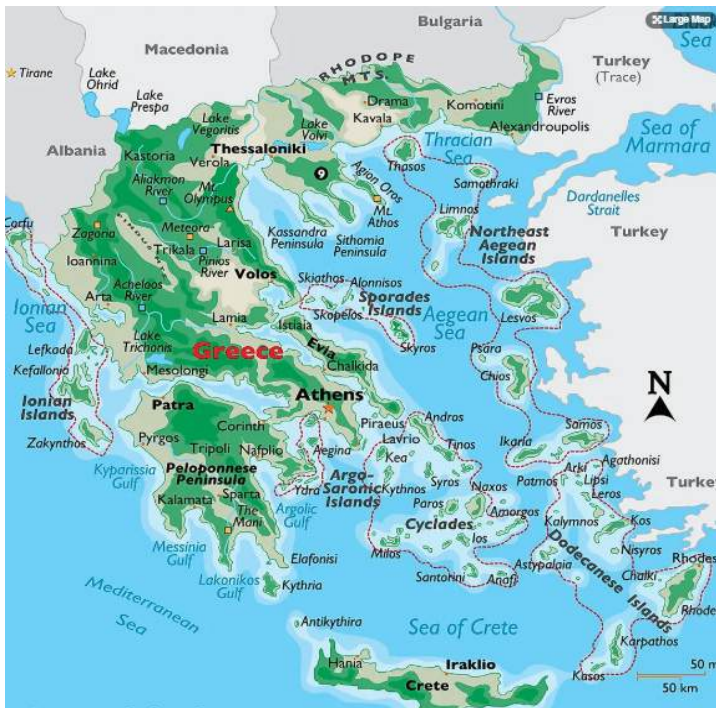 Large Map
Bulgaria
Macedonia
Sea
Tirane
Lake
Ohrid
RHODOPE
MTS.
Turkey
(Trace)
Lake
Prespa
Drama
Komotini
Evros
River
Lake
Vegoritis
Lake
Volvi
Kavala
Alexandroupolis
Albania
Kastoria
Verola
Thessaloniki
Thracian
Sea
Sea of
Marmara
Aliakmon
River
Mt.
Olympus
9
Agion Oros
Thasos
Samothraki
Mt.
Athos
Limnos
Dardanelles
Strait
Corfu
Zagoria
Meteora
Trikala
Larisa
Kassandra
Peninsula
Sithomia
Peninsula
Northeast
Aegean
Islands
Turkey
Ioannina
Pinios
River
Volos
Acheloos
River
Skiathos
Alonnisos
Arta
Sporades
Islands
Ionian
Sea
Lamia
Istiaia
Skopelos
Aegean
Sea
Lesvos
Lake
Trichonis
Greece
Evia
Skyros
Lefkada
Psara
Kefallonia
Mesolongi
Chalkida
Chios
N
Ionian
Islands
Patra
Athens
Corinth
Piraeus
Andros
Zakynthos
Pyrgos
Tripoli
Nafplio
Aegina
Lavrio
Kea
Tinos
Ikaria
Samos
Agathonisi
Kyparissia
Gulf
Peloponnese
Peninsula
Ydra
Argo-
Saronic
Islands
Kythnos
Syros
Naxos
Patmos
Arki
Lipsi
Leros
Turkey
Sparta
The
Mani
Argolic
Gulf
Paros
Amorgos
Kalamata
Cyclades
Kalymnos
Kos
Messinia
Gulf
Milos
Ios
Nisyros
Elafonisi
Santorini
Anafi
Astypalaia
Dodecanese Islands
Chalki
Rhodes
Lakonikos
Gulf
Kythria
Rhode
Mediterranean
Sea
Antikythira
Sea of Crete
Karpathos
Hania
Iraklio
Kasos
50 m
Crete
50 km